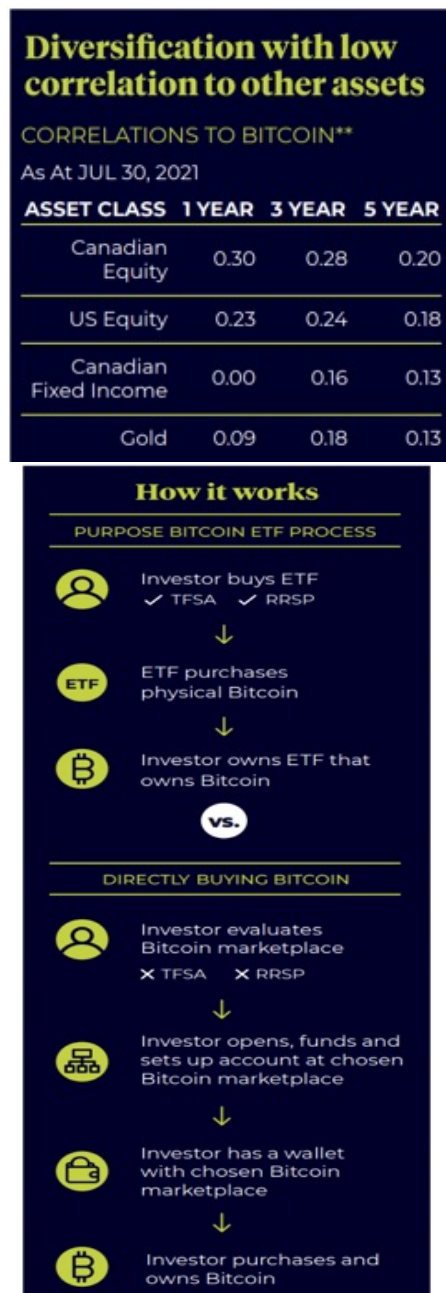 Diversification with low
correlation to other assets
CORRELATIONS TO BITCOIN**
As At JUL 30, 2021
ASSET CLASS 1 YEAR 3 YEAR 5 YEAR
Canadian
Equity 0.30 0.28 0.20
US Equity 0.23 0.24 0.18
Canadian
Fixed Income 0.00 0.16 0.13
Gold 0.09 0.18 0.13
How it works
PURPOSE BITCOIN ETF PROCESS
Investor buys ETF
✓ TFSA ✓ RRSP
ETF
ETF purchases
physical Bitcoin
Investor owns ETF that
owns Bitcoin
vs.
DIRECTLY BUYING BITCOIN
Investor evaluates
Bitcoin marketplace
✕ TFSA ✕ RRSP
Investor opens, funds and
sets up account at chosen
Bitcoin marketplace
Investor has a wallet
with chosen Bitcoin
marketplace
Investor purchases and
owns Bitcoin